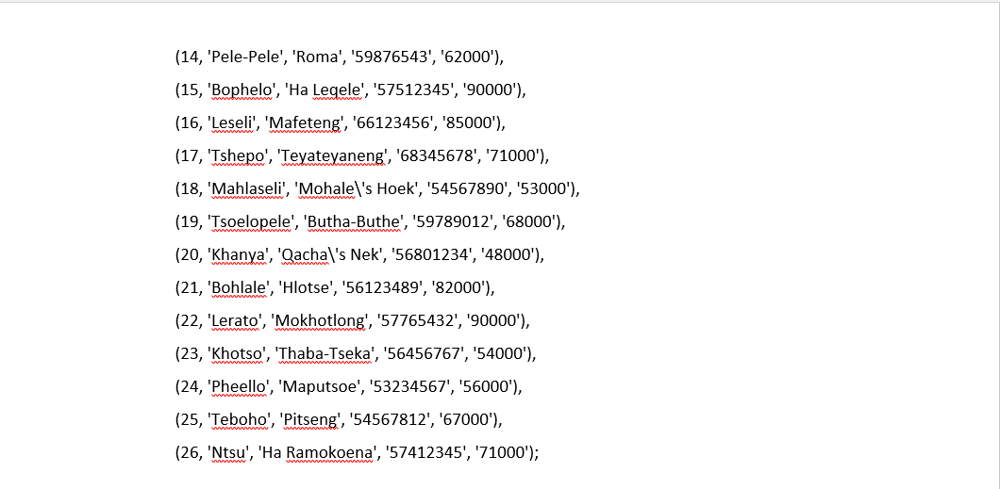 (14, 'Pele-Pele', 'Roma', '59876543', '62000'),
(15, 'Bophelo', 'Ha Leqele', '57512345', '90000'),
(16, 'Leseli', 'Mafeteng', '66123456', '85000'),
(17, 'Tshepo', 'Teyateyaneng', '68345678', '71000'),
(18, 'Mahlaseli', 'Mohale\'s Hoek', '54567890', '53000'),
(19, 'Tsoelopele', 'Butha-Buthe', '59789012', '68000'),
(20, 'Khanya', 'Qacha\'s Nek', '56801234', '48000'),
(21, 'Bohlale', 'Hlotse', '56123489', '82000'),
(22, 'Lerato', 'Mokhotlong', '57765432', '90000'),
(23, 'Khotso', 'Thaba-Tseka', '56456767', '54000'),
(24, 'Pheello', 'Maputsoe', '53234567', '56000'),
(25, 'Teboho', 'Pitseng', '54567812', '67000'),
(26, 'Ntsu', 'Ha Ramokoena', '57412345', '71000');